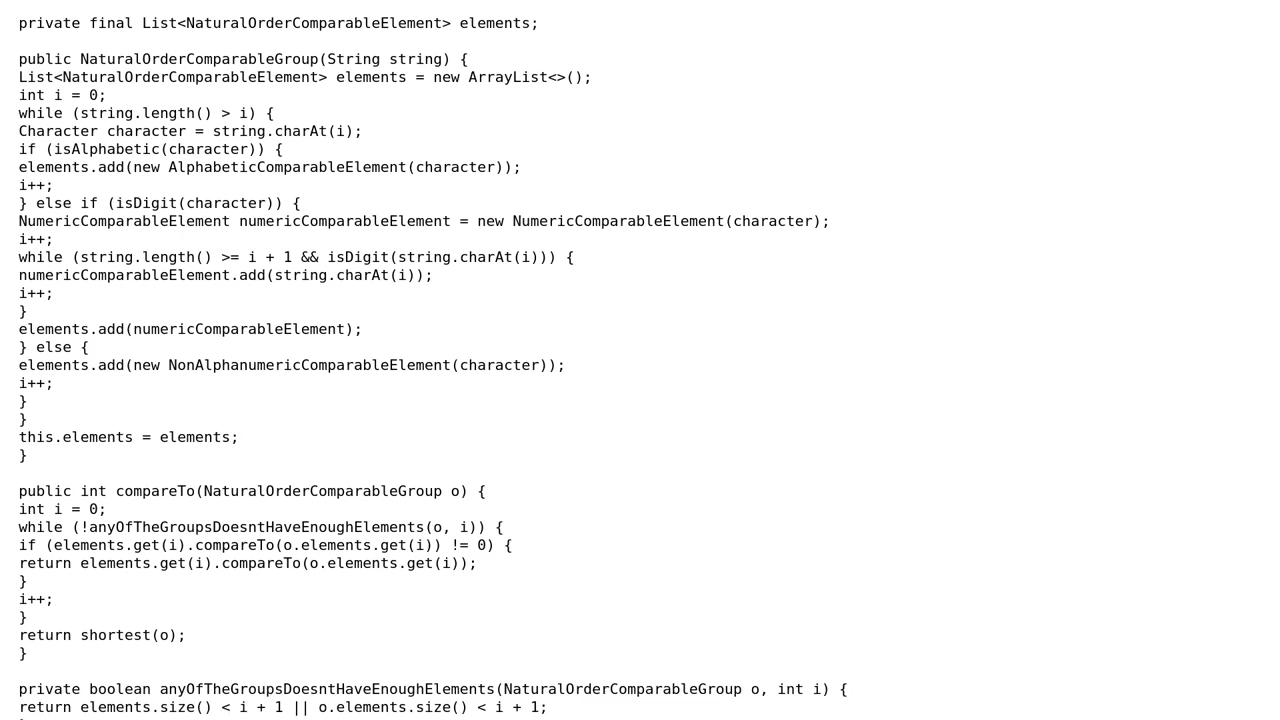 private final List<NaturalOrderComparableElement> elements;

public NaturalOrderComparableGroup(String string) {
List<NaturalOrderComparableElement> elements = new ArrayList<>();
int i = 0;
while (string.length() > i) {
Character character = string.charAt(i);
if (isAlphabetic(character)) {
elements.add(new AlphabeticComparableElement(character));
i++;
} else if (isDigit(character)) {
NumericComparableElement numericComparableElement = new NumericComparableElement(character);
i++;
while (string.length() >= i + 1 && isDigit(string.charAt(i))) {
numericComparableElement.add(string.charAt(i));
i++;
}
elements.add(numericComparableElement);
} else {
elements.add(new NonAlphanumericComparableElement(character));
i++;
}
}
this.elements = elements;
}

public int compareTo(NaturalOrderComparableGroup o) {
int i = 0;
while (!anyOfTheGroupsDoesntHaveEnoughElements(o, i)) {
if (elements.get(i).compareTo(o.elements.get(i)) != 0) {
return elements.get(i).compareTo(o.elements.get(i));
}
i++;
}
return shortest(o);
}

private boolean anyOfTheGroupsDoesntHaveEnoughElements(NaturalOrderComparableGroup o, int i) {
return elements.size() < i + 1 || o.elements.size() < i + 1;